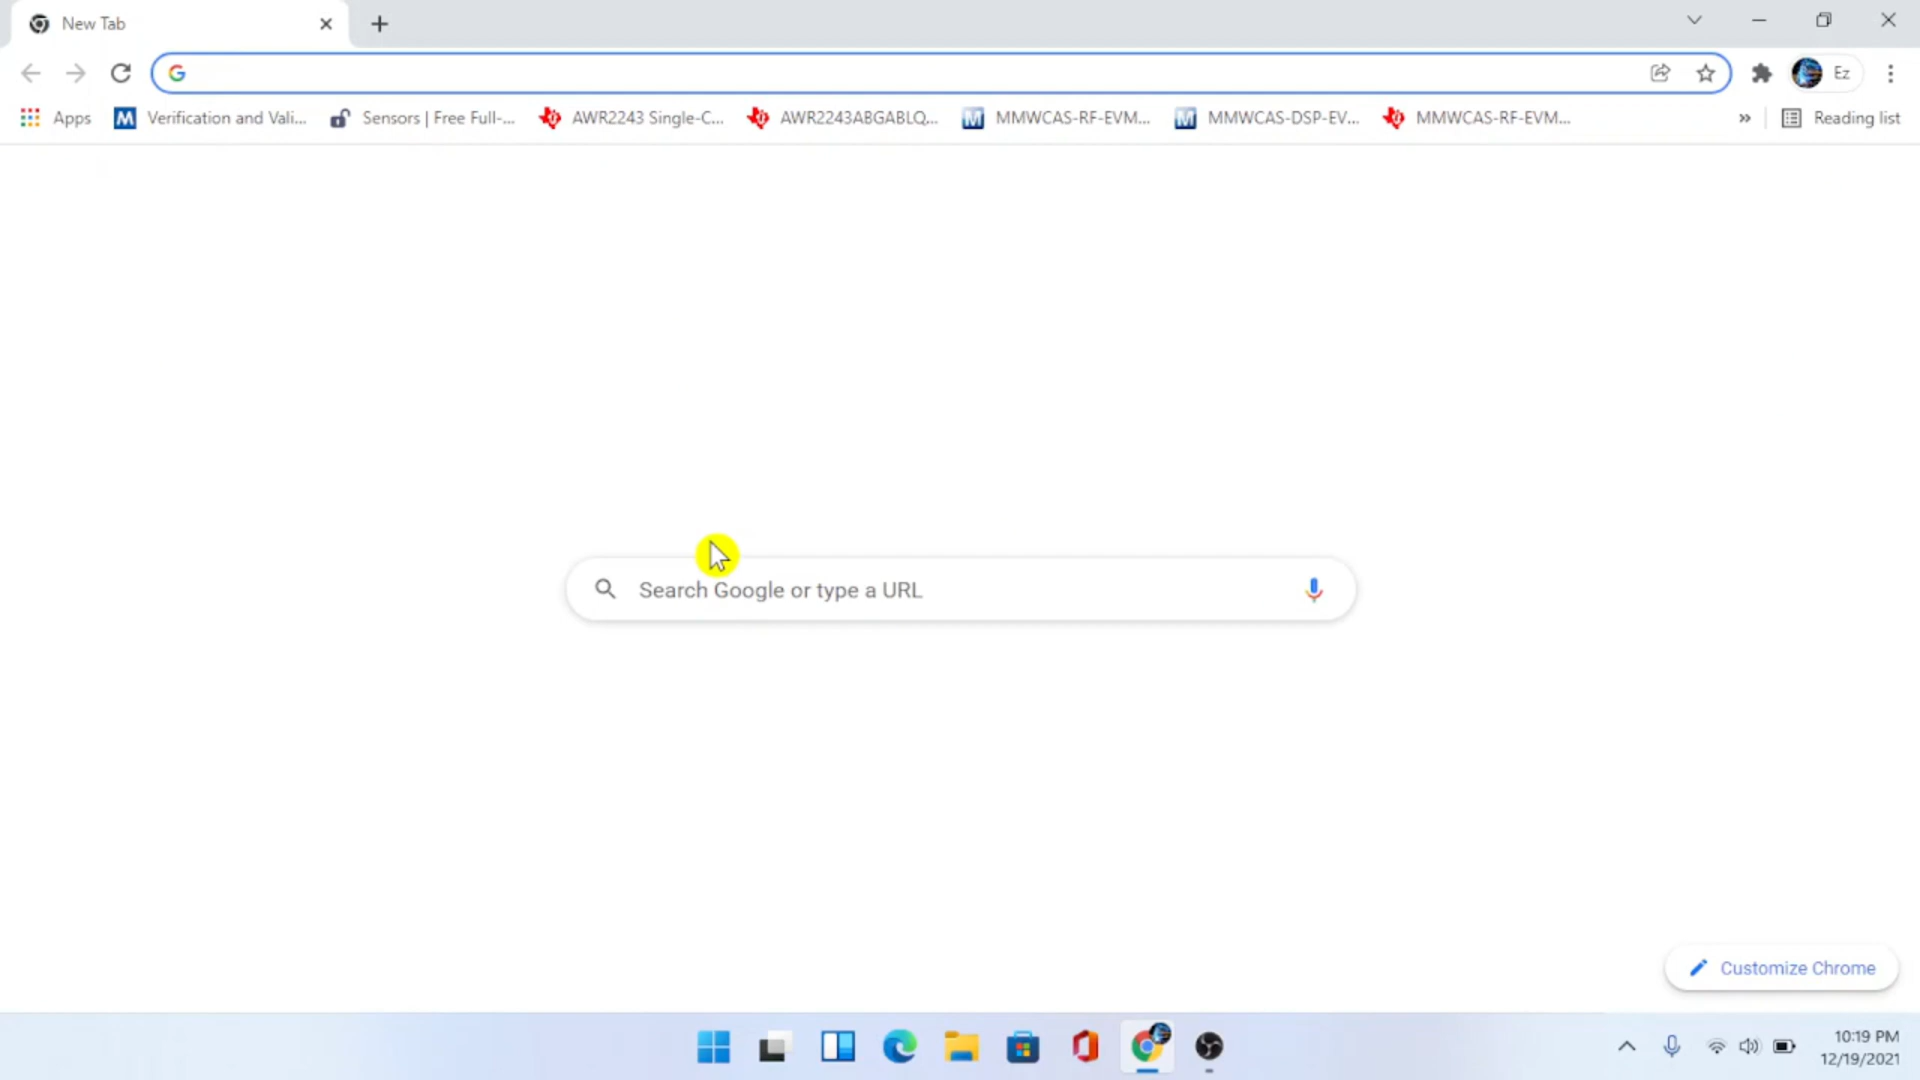 New Tab
Ez
Apps
Verification and Vali...
Sensors | Free Full-...
AWR2243 Single-C...
AWR2243ABGABLQ...
MMWCAS-RF-EVM...
MMWCAS-DSP-EV...
MMWCAS-RF-EVM...
Reading list
Search Google or type a URL
Customize Chrome
10:19 PM
12/19/2021